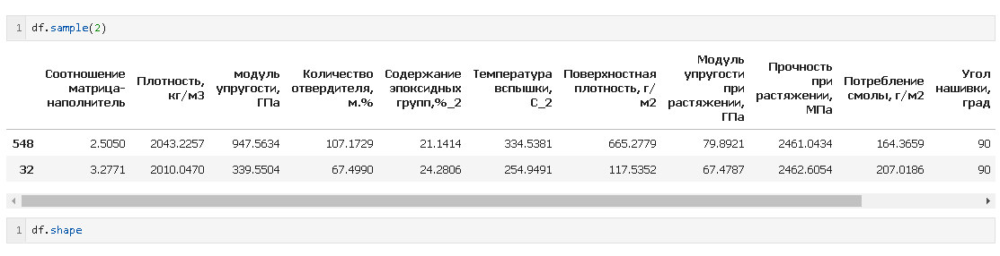 1 df.sample(2)
Соотношение матрица-наполнитель Плотность, кг/м3 модуль упругости, ГПа Количество отвердителя, м.% Содержание эпоксидных групп,%_2 Температура вспышки, С_2 Поверхностная плотность, г/м2 Модуль упругости при растяжении, ГПа Прочность при растяжении, МПа Потребление смолы, г/м2 Угол нашивки, град
548 2.5050 2043.2257 947.5634 107.1729 21.1414 334.5381 665.2779 79.8921 2461.0434 164.3659 90
32 3.2771 2010.0470 339.5504 67.4990 24.2806 254.9491 117.5352 67.4787 2462.6054 207.0186 90
1 df.shape